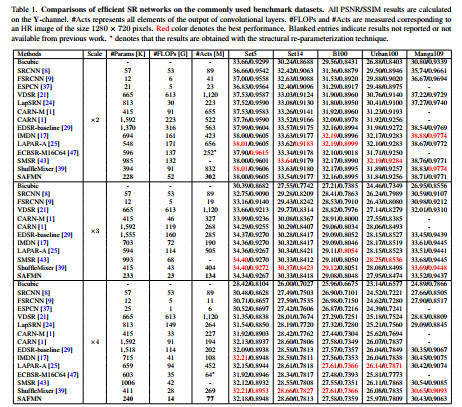 Table 1. Comparisons of efficient SR networks on the commonly used benchmark datasets. All PSNR/SSIM results are calculated
on the Y-channel. #Acts represents all elements of the output of convolutional layers. #FLOPs and #Acts are measured corresponding to
an HR image of the size 1280 × 720 pixels. Red color denotes the best performance. Blanked entries indicate results not reported or not
available from previous work. * denotes that the results are obtained with the structural re-parameterization technique.
Methods Scale #Params [K] #FLOPs [G] #Acts [M] Set5 Set14 B100 Urban100 Manga109
Bicubic - - - 33.66/0.9299 30.24/0.8688 29.56/0.8431 26.88/0.8403 30.80/0.9339
SRCNN [8] 57 53 89 36.66/0.9542 32.42/0.9063 31.36/0.8879 29.50/0.8946 35.74/0.9661
FSRCNN [9] 12 6 41 37.00/0.9558 32.63/0.9088 31.53/0.8920 29.88/0.9020 36.67/0.9694
ESPCN [37] 21 5 23 36.83/0.9564 32.40/0.9096 31.29/0.8917 29.48/0.8975 -
VDSR [21] 665 613 1,120 37.53/0.9587 33.03/0.9124 31.90/0.8960 30.76/0.9140 37.22/0.9729
LapSRN [24] 813 30 223 37.52/0.9590 33.08/0.9130 31.80/0.8950 30.41/0.9100 37.27/0.9740
CARN-M [1] 415 91 655 37.53/0.9583 33.26/0.9141 31.92/0.8960 31.23/0.9193 -
CARN [1] ×2 1,592 223 522 37.76/0.9590 33.52/0.9166 32.09/0.8978 31.92/0.9256 -
EDSR-baseline [29] 1,370 316 563 37.99/0.9604 33.57/0.9175 32.16/0.8994 31.98/0.9272 38.54/0.9769
IMDN [17] 694 161 423 38.00/0.9605 33.63/0.9177 32.19/0.8996 32.17/0.9283 38.88/0.9774
LAPAR-A [25] 548 171 656 38.01/0.9605 33.62/0.9183 32.19/0.8999 32.10/0.9283 38.67/0.9772
ECBSR-M16C64 [47] 596 137 252* 37.90/0.9615 33.34/0.9178 32.10/0.9018 31.71/0.9250 -
SMSR [43] 985 132 - 38.00/0.9601 33.64/0.9179 32.17/0.8990 32.19/0.9284 38.76/0.9771
ShuffleMixer [39] 394 91 832 38.01/0.9606 33.63/0.9180 32.17/0.8995 31.89/0.9257 38.83/0.9774
SAFMN 228 52 302 38.00/0.9605 33.54/0.9177 32.16/0.8995 31.84/0.9256 38.71/0.9771
Bicubic - - - 30.39/0.8682 27.55/0.7742 27.21/0.7385 24.46/0.7349 26.95/0.8556
SRCNN [8] 57 53 89 32.75/0.9090 29.28/0.8209 28.41/0.7863 26.24/0.7989 30.59/0.9107
FSRCNN [9] 12 5 19 33.16/0.9140 29.43/0.8242 28.53/0.7910 26.43/0.8080 30.98/0.9212
VDSR [21] 665 613 1,120 33.66/0.9213 29.77/0.8314 28.82/0.7976 27.14/0.8279 32.01/0.9310
CARN-M [1] 415 46 327 33.99/0.9236 30.08/0.8367 28.91/0.8000 27.55/0.8385 -
CARN [1] ×3 1,592 119 268 34.29/0.9255 30.29/0.8407 29.06/0.8034 28.06/0.8493 -
EDSR-baseline [29] 1,555 160 285 34.37/0.9270 30.28/0.8417 29.09/0.8052 28.15/0.8527 33.45/0.9439
IMDN [17] 703 72 190 34.36/0.9270 30.32/0.8417 29.09/0.8046 28.17/0.8519 33.61/0.9445
LAPAR-A [25] 594 114 505 34.36/0.9267 30.34/0.8421 29.11/0.8054 28.15/0.8523 33.51/0.9441
SMSR [43] 993 68 - 34.40/0.9270 30.33/0.8412 29.10/0.8050 28.25/0.8536 33.68/0.9445
ShuffleMixer [39] 415 43 404 34.40/0.9272 30.37/0.8423 29.12/0.8051 28.08/0.8498 33.69/0.9448
SAFMN 233 23 134 34.34/0.9267 30.33/0.8418 29.08/0.8048 27.95/0.8474 33.52/0.9437
Bicubic - - - 28.42/0.8104 26.00/0.7027 25.96/0.6675 23.14/0.6577 24.89/0.7866
SRCNN [8] 57 53 89 30.48/0.8628 27.49/0.7503 26.90/0.7101 24.52/0.7221 27.66/0.8505
FSRCNN [9] 12 5 11 30.71/0.8657 27.59/0.7535 26.98/0.7150 24.62/0.7280 27.90/0.8517
ESPCN [37] 25 1 6 30.52/0.8697 27.42/0.7606 26.87/0.7216 24.39/0.7241 -
VDSR [21] 665 613 1,120 31.35/0.8838 28.01/0.7674 27.29/0.7251 25.18/0.7524 28.83/0.8809
LapSRN [24] 813 149 264 31.54/0.8850 28.19/0.7720 27.32/0.7280 25.21/0.7560 29.09/0.8845
CARN-M [1] 415 33 227 31.92/0.8903 28.42/0.7762 27.44/0.7304 25.62/0.7694 -
CARN [1] ×4 1,592 91 194 32.13/0.8937 28.60/0.7806 27.58/0.7349 26.07/0.7837 -
EDSR-baseline [29] 1,518 114 202 32.09/0.8938 28.58/0.7813 27.57/0.7357 26.04/0.7849 30.35/0.9067
IMDN [17] 715 41 108 32.21/0.8948 28.58/0.7811 27.56/0.7353 26.04/0.7838 30.45/0.9075
LAPAR-A [25] 659 94 452 32.15/0.8944 28.61/0.7818 27.61/0.7366 26.14/0.7871 30.42/0.9074
ECBSR-M16C64 [47] 603 35 64* 31.92/0.8946 28.34/0.7817 27.48/0.7393 25.81/0.7773 -
SMSR [43] 1006 42 - 32.12/0.8932 28.55/0.7808 27.55/0.7351 26.11/0.7868 30.54/0.9085
ShuffleMixer [39] 411 28 269 32.21/0.8953 28.66/0.7827 27.61/0.7366 26.08/0.7835 30.65/0.9093
SAFMN 240 14 77 32.18/0.8948 28.60/0.7813 27.58/0.7359 25.97/0.7809 30.43/0.9063